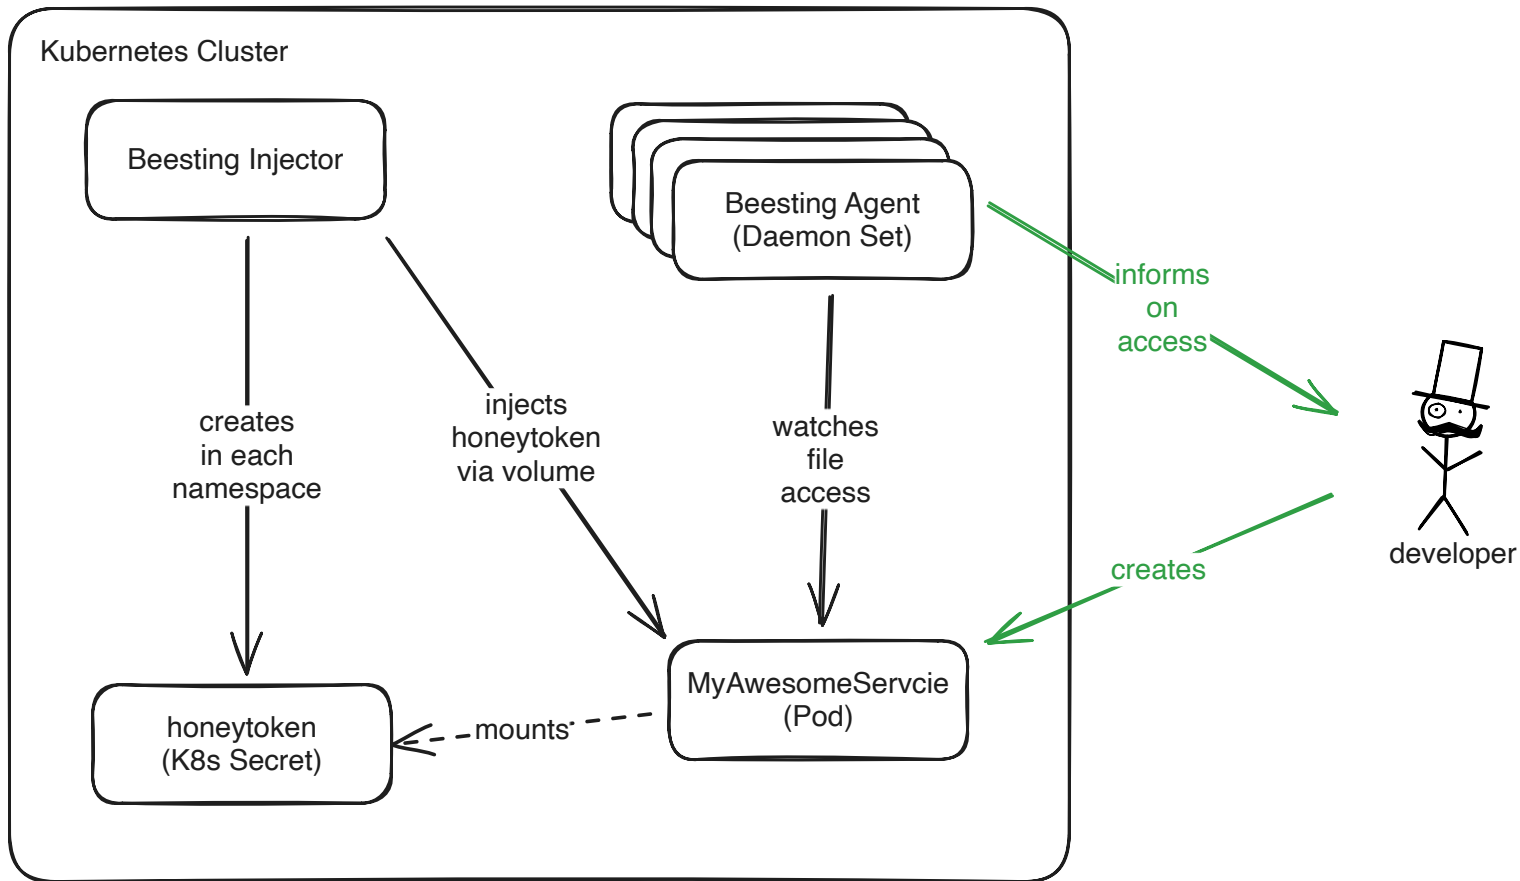 Kubernetes Cluster
Beesting Injector
Beesting Agent
(Daemon Set)
informs
on
access
creates
in each
namespace
injects
honeytoken
via volume
watches
file
access
developer
creates
MyAwesomeServcie
(Pod)
mounts
honeytoken
(K8s Secret)